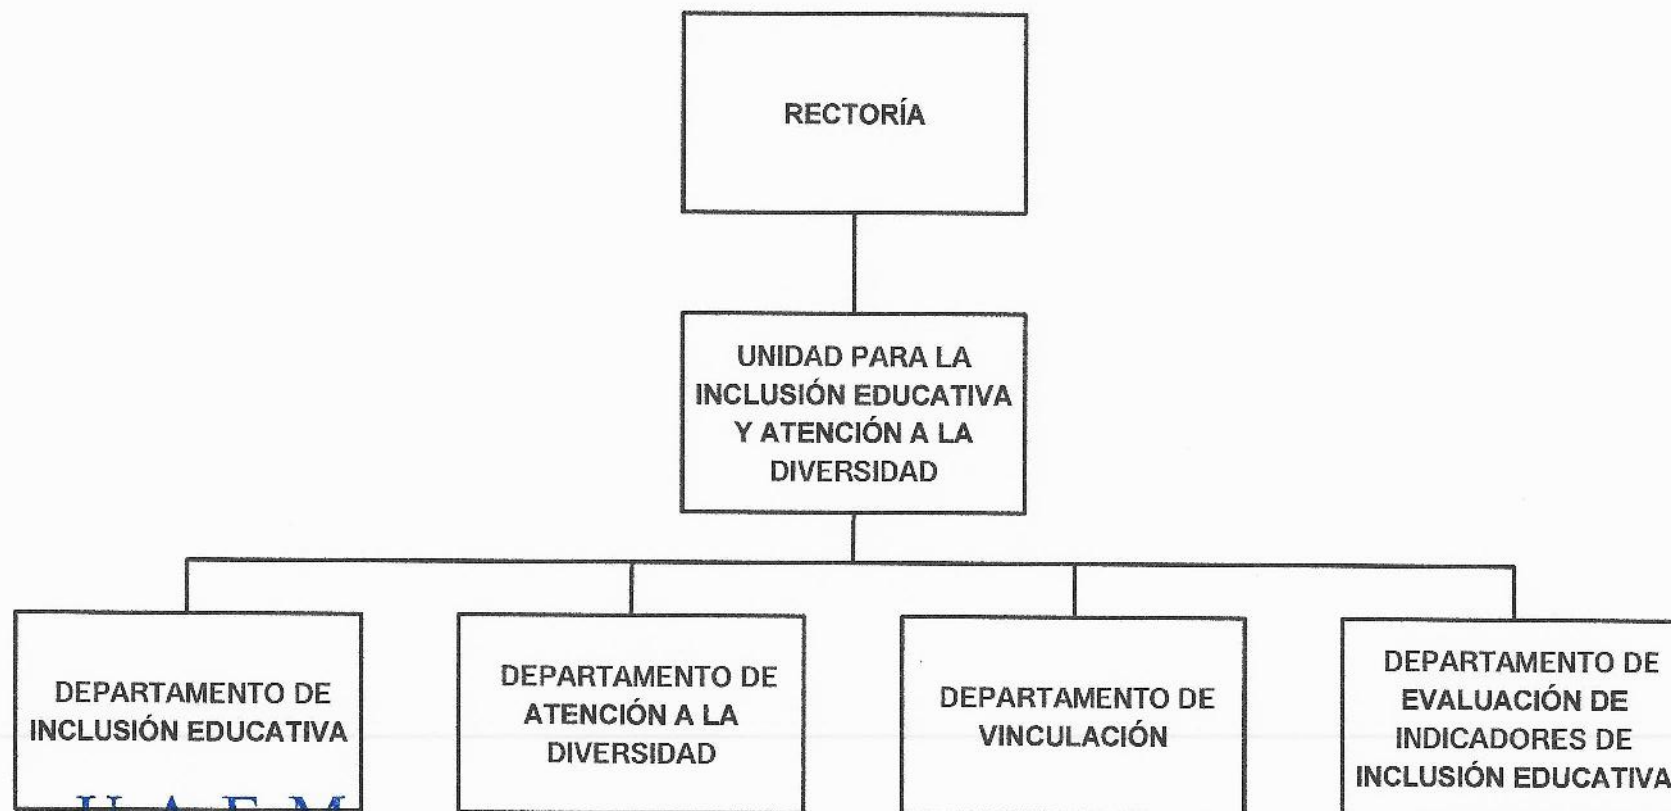 RECTORÍA
UNIDAD PARA LA
INCLUSIÓN EDUCATIVA
Y ATENCIÓN A LA
DIVERSIDAD
DEPARTAMENTO DE
INCLUSIÓN EDUCATIVA
DEPARTAMENTO DE
ATENCIÓN A LA
DIVERSIDAD
DEPARTAMENTO DE
VINCULACIÓN
DEPARTAMENTO DE
EVALUACIÓN DE
INDICADORES DE
INCLUSIÓN EDUCATIVA
U A E M